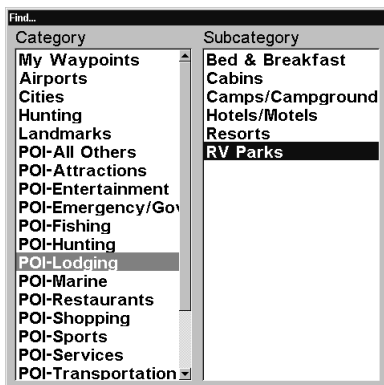 Find...
Category
My Waypoints
Airports
Cities
Hunting
Landmarks
POI-All Others
POI-Attractions
POI-Entertainment
POI-Emergency/Gov
POI-Fishing
POI-Hunting
POI-Lodging
POI-Marine
POI-Restaurants
POI-Shopping
POI-Sports
POI-Services
POI-Transportation
Subcategory
Bed & Breakfast
Cabins
Camps/Campground
Hotels/Motels
Resorts
RV Parks